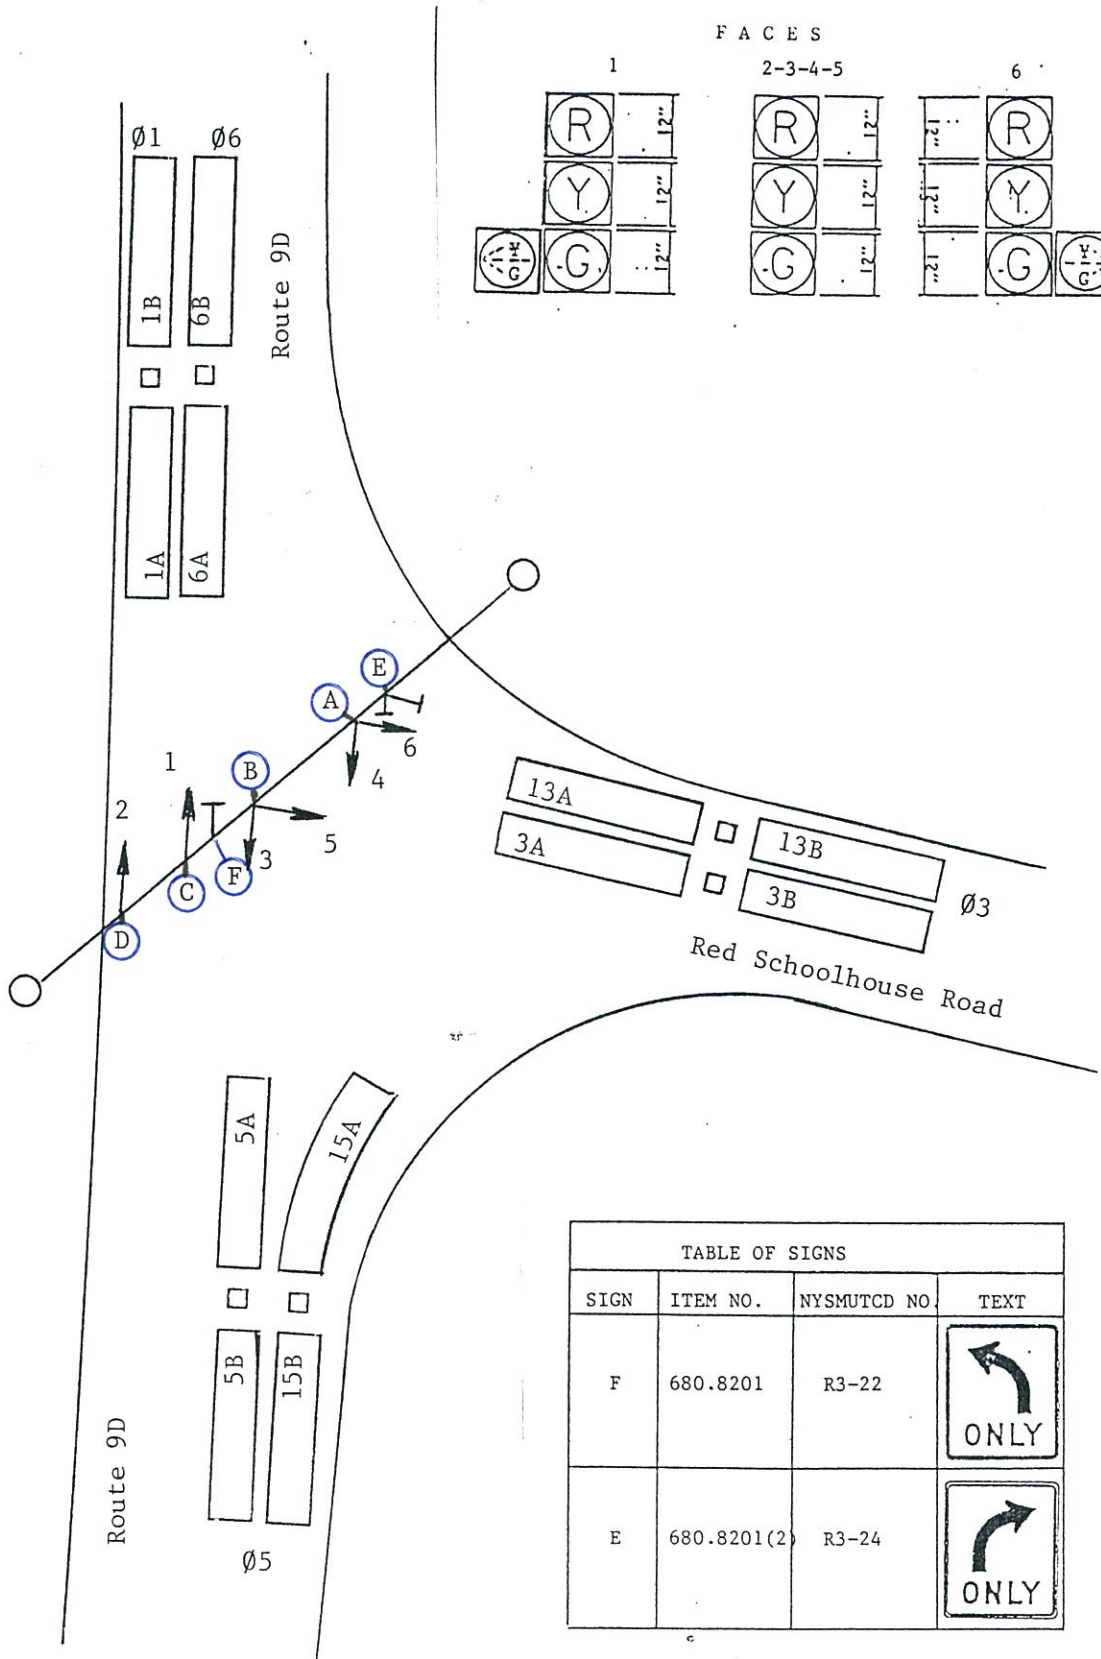 F A C E S
1
2-3-4-5
6
R 12" R 12" 12" R
Y 12" Y 12" 12" Y
Y G G 12" G 12" 12" G Y G
Ø1 Ø6
Route 9D
1B 6B
1A 6A
E
A
6
4
B
1
5
2
3
F
C
D
13A
13B
3A
3B
Ø3
Red Schoolhouse Road
5A
15A
5B 15B
Ø5
Route 9D
TABLE OF SIGNS
SIGN ITEM NO. NYSMUTCD NO. TEXT
F 680.8201 R3-22 ONLY
E 680.8201(2) R3-24 ONLY